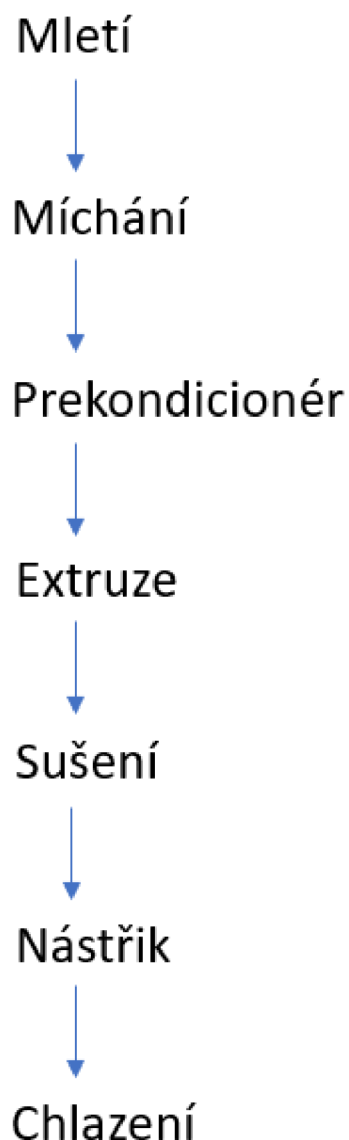 Mletí
Míchání
Prekondicionér
Extruze
Sušení
Nástřik
Chlazení